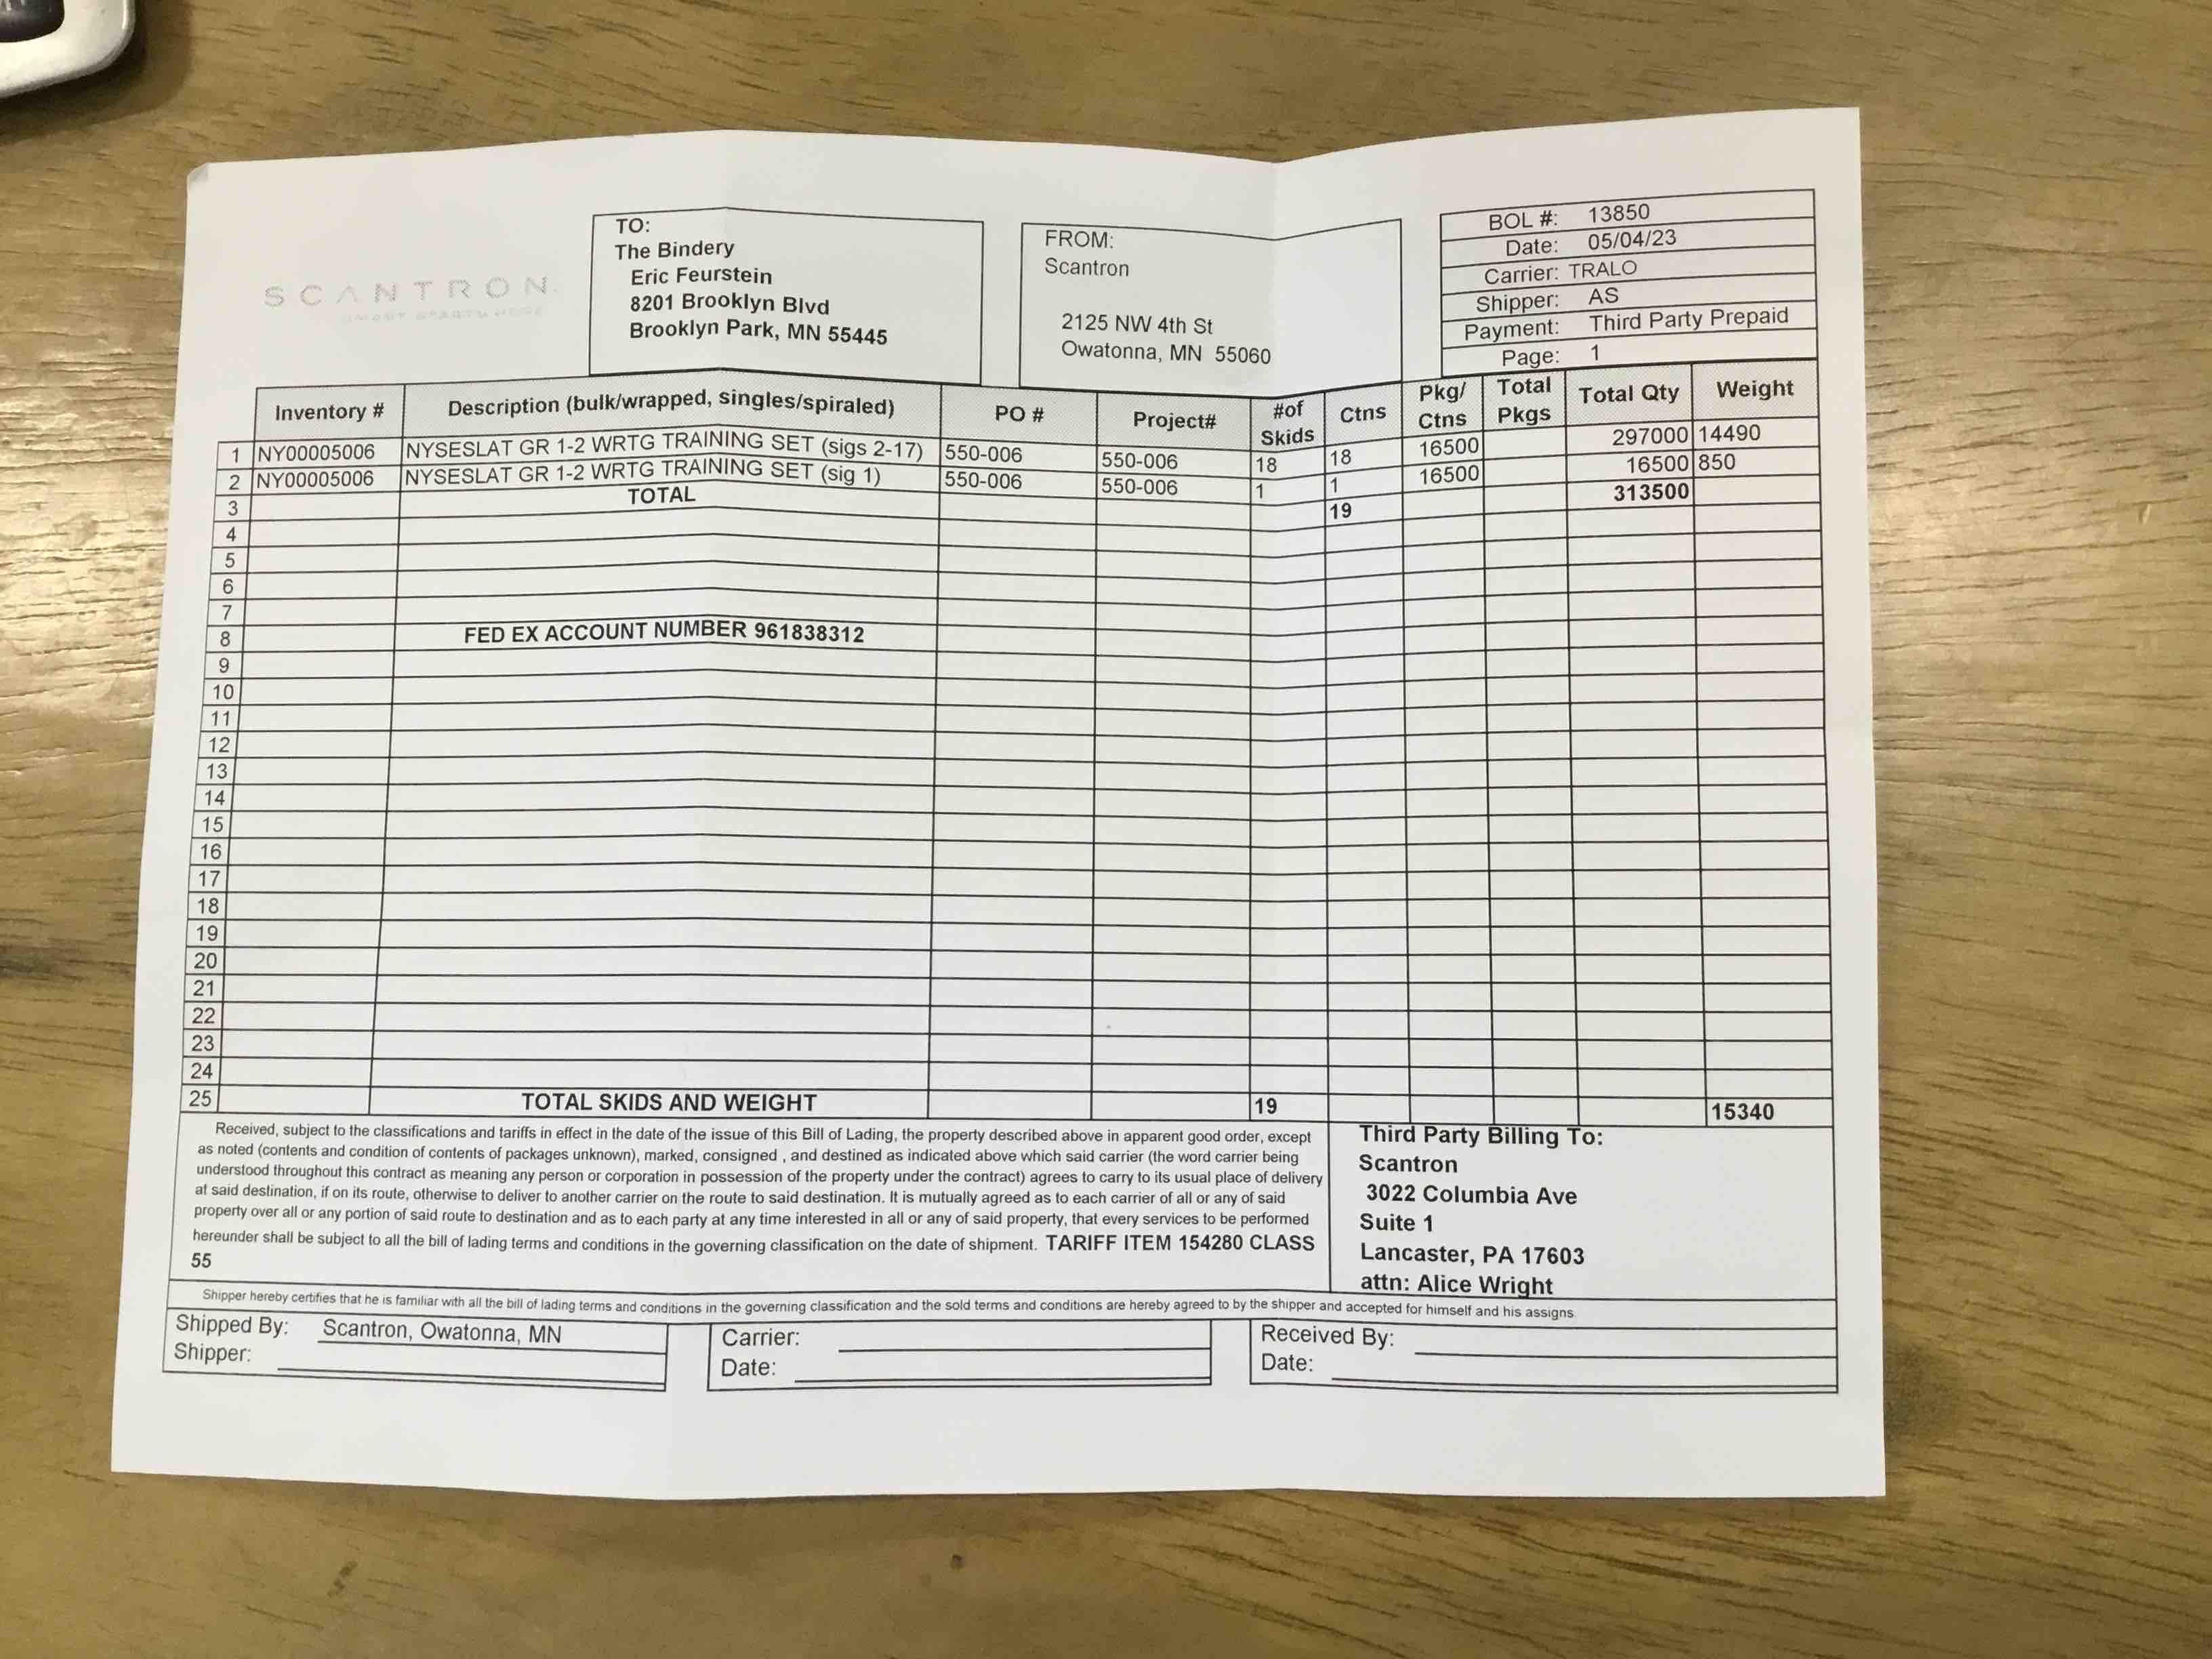 SCANTRON
TO:
The Bindery
Eric Feurstein
8201 Brooklyn Blvd
Brooklyn Park, MN 55445
FROM:
Scantron
2125 NW 4th St
Owatonna, MN 55060
BOL #: 13850
Date: 05/04/23
Carrier: TRALO
Shipper: AS
Payment: Third Party Prepaid
Page: 1
Inventory # Description (bulk/wrapped, singles/spiraled) PO # Project# #of Skids Ctns Pkg/ Ctns Total Pkgs Total Qty Weight
1 NY00005006 NYSESLAT GR 1-2 WRTG TRAINING SET (sigs 2-17) 550-006 550-006 18 18 16500 297000 14490
2 NY00005006 NYSESLAT GR 1-2 WRTG TRAINING SET (sig 1) 550-006 550-006 1 1 16500 16500 850
3 TOTAL 19 313500
4
5
6
7
8 FED EX ACCOUNT NUMBER 961838312
9
10
11
12
13
14
15
16
17
18
19
20
21
22
23
24
25 TOTAL SKIDS AND WEIGHT 19 15340
Received, subject to the classifications and tariffs in effect in the date of the issue of this Bill of Lading, the property described above in apparent good order, except
as noted (contents and condition of contents of packages unknown), marked, consigned , and destined as indicated above which said carrier (the word carrier being
understood throughout this contract as meaning any person or corporation in possession of the property under the contract) agrees to carry to its usual place of delivery
at said destination, if on its route, otherwise to deliver to another carrier on the route to said destination. It is mutually agreed as to each carrier of all or any of said
property over all or any portion of said route to destination and as to each party at any time interested in all or any of said property, that every services to be performed
hereunder shall be subject to all the bill of lading terms and conditions in the governing classification on the date of shipment. TARIFF ITEM 154280 CLASS
55
Third Party Billing To:
Scantron
3022 Columbia Ave
Suite 1
Lancaster, PA 17603
attn: Alice Wright
Shipper hereby certifies that he is familiar with all the bill of lading terms and conditions in the governing classification and the sold terms and conditions are hereby agreed to by the shipper and accepted for himself and his assigns
Shipped By: Scantron, Owatonna, MN
Shipper:
Carrier:
Date:
Received By:
Date: